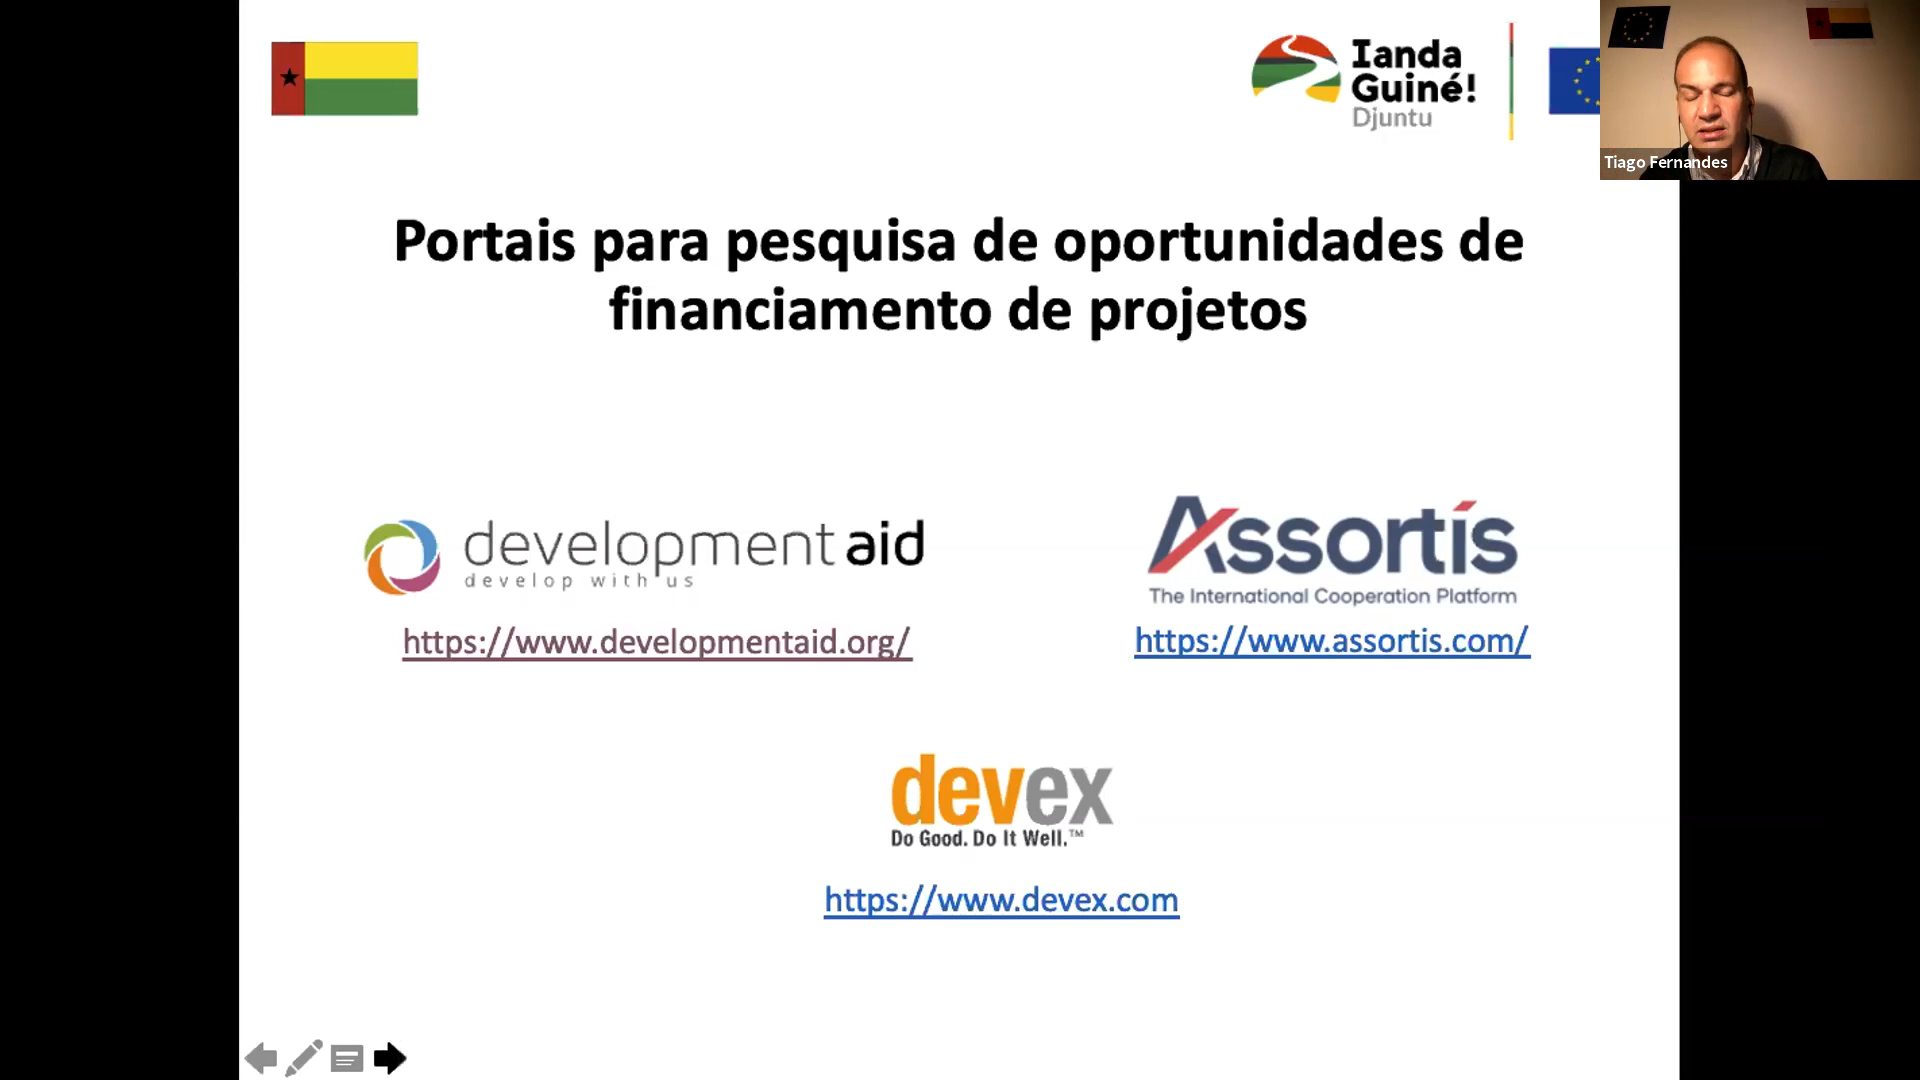 Ianda
Guiné!
Djuntu
Tiago Fernandes
Portais para pesquisa de oportunidades de
financiamento de projetos
development aid
develop with us
https://www.developmentaid.org/
Assortis
The International Cooperation Platform
https://www.assortis.com/
devex
Do Good. Do It Well.™
https://www.devex.com